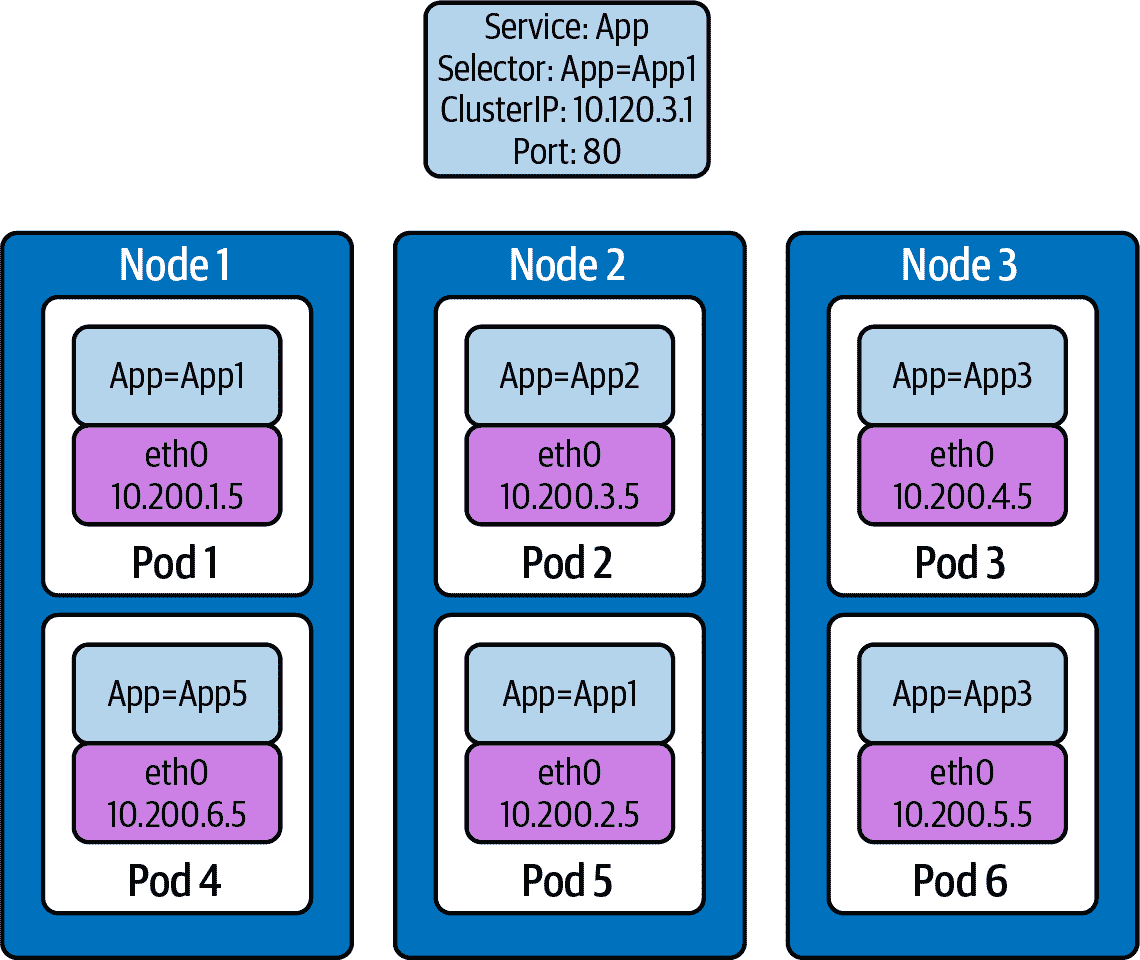 Service: App
Selector: App=App1
ClusterIP: 10.120.3.1
Port: 80
Node 1
App=App1
eth0
10.200.1.5
Pod 1
App=App5
eth0
10.200.6.5
Pod 4
Node 2
App=App2
eth0
10.200.3.5
Pod 2
App=App1
eth0
10.200.2.5
Pod 5
Node 3
App=App3
eth0
10.200.4.5
Pod 3
App=App3
eth0
10.200.5.5
Pod 6